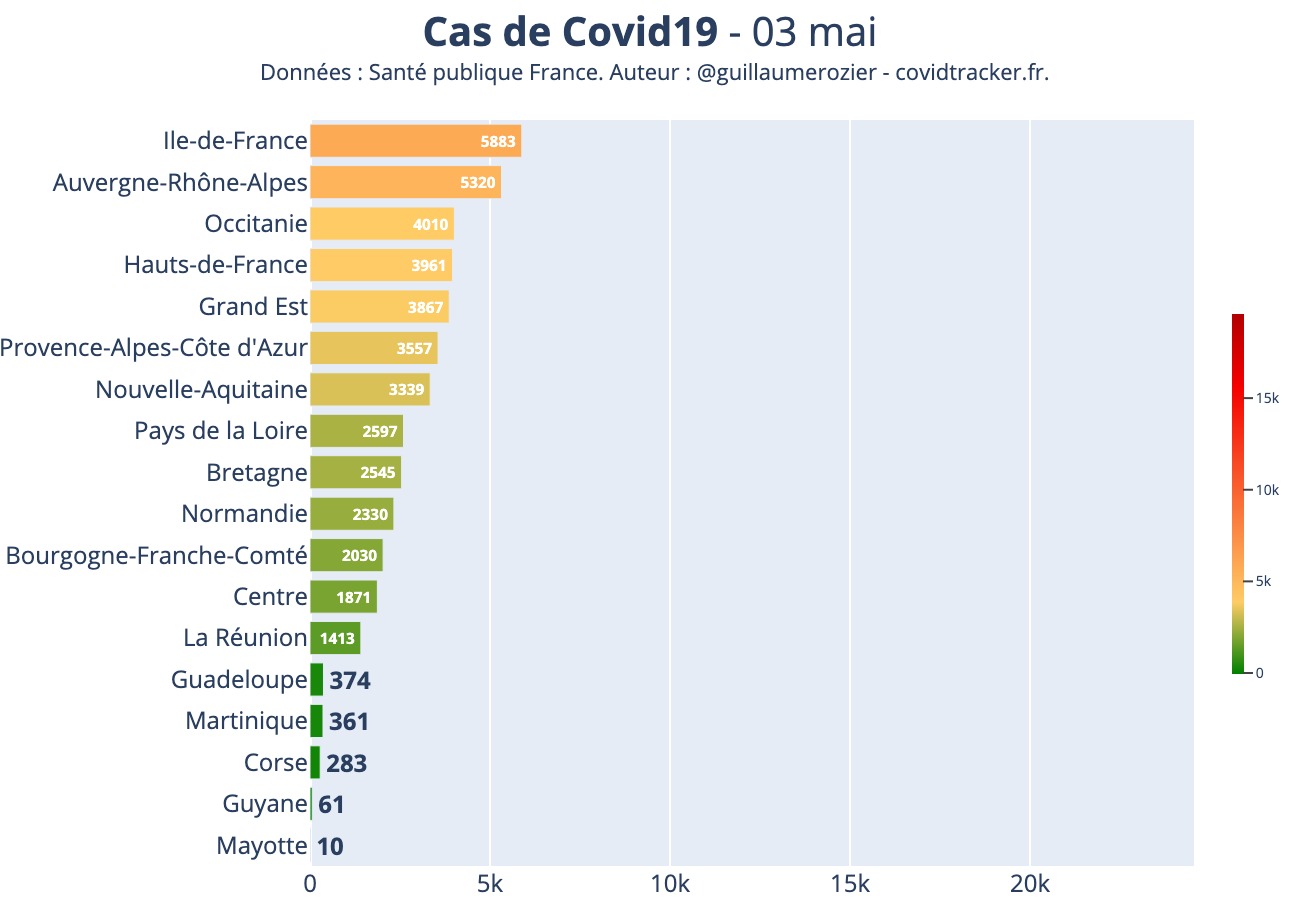 Cas de Covid19 - 03 mai
Données : Santé publique France. Auteur : @guillaumerozier - covidtracker.fr.
Ile-de-France 5883
Auvergne-Rhône-Alpes 5320
Occitanie 4010
Hauts-de-France 3961
Grand Est 3867
Provence-Alpes-Côte d'Azur 3557
Nouvelle-Aquitaine 3339
Pays de la Loire 2597
Bretagne 2545
Normandie 2330
Bourgogne-Franche-Comté 2030
Centre 1871
La Réunion 1413
Guadeloupe 374
Martinique 361
Corse 283
Guyane 61
Mayotte 10
0 5k 10k 15k 20k
15k
10k
5k
0